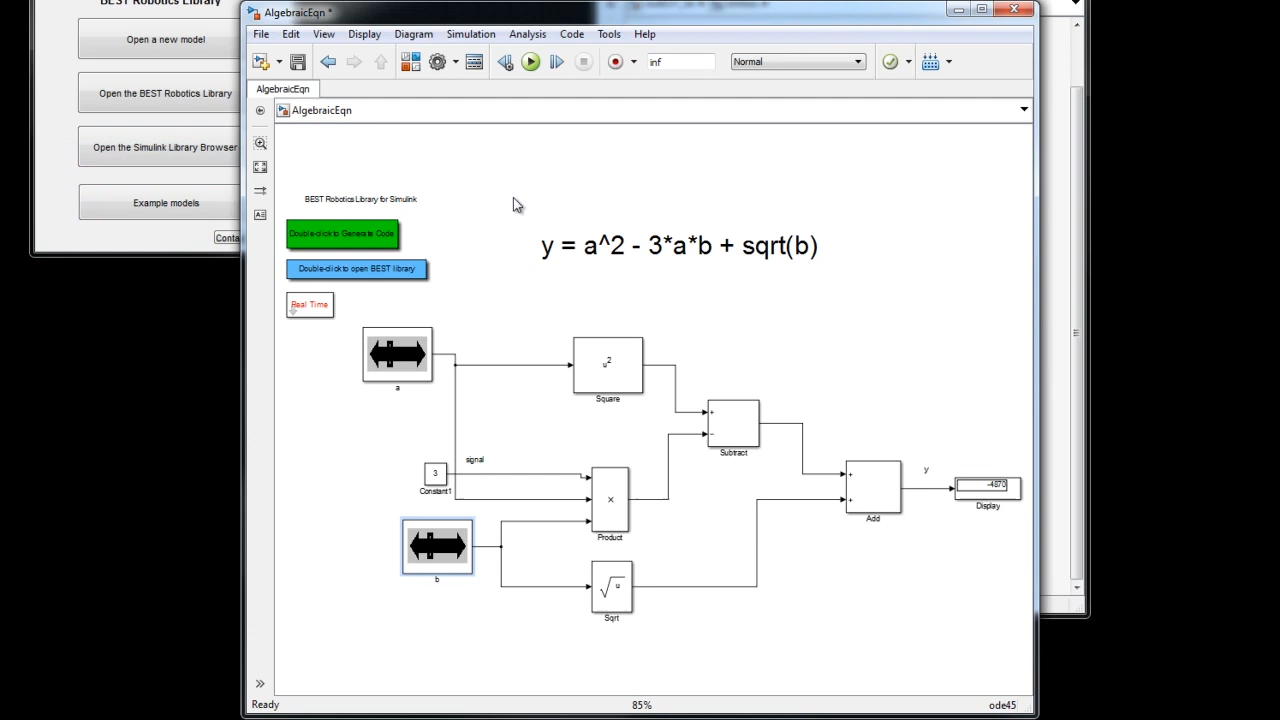 BEST Robotics Library
Open a new model
Open the BEST Robotics Library
Open the Simulink Library Browser
Example models
Conta
AlgebraicEqn *
File Edit View Display Diagram Simulation Analysis Code Tools Help
inf
Normal
AlgebraicEqn
AlgebraicEqn
BEST Robotics Library for Simulink
Double-click to Generate Code
Double-click to open BEST library
Real Time
y = a^2 - 3*a*b + sqrt(b)
a
u2
Square
+
−
Subtract
signal
3
Constant1
×
Product
b
√u
Sqrt
+
+
Add
y
-4870
Display
Ready
85%
ode45